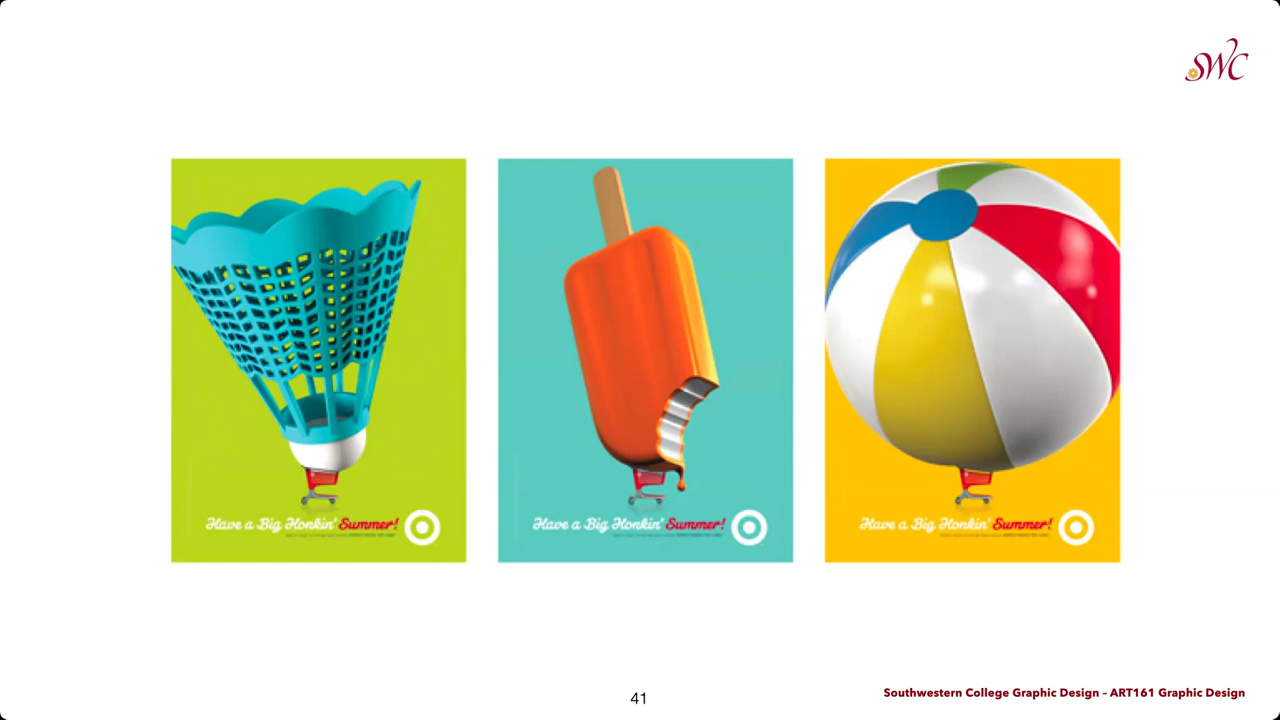 SWC
Have a Big Honkin' Summer!
Have a Big Honkin' Summer!
Have a Big Honkin' Summer!
41
Southwestern College Graphic Design – ART161 Graphic Design